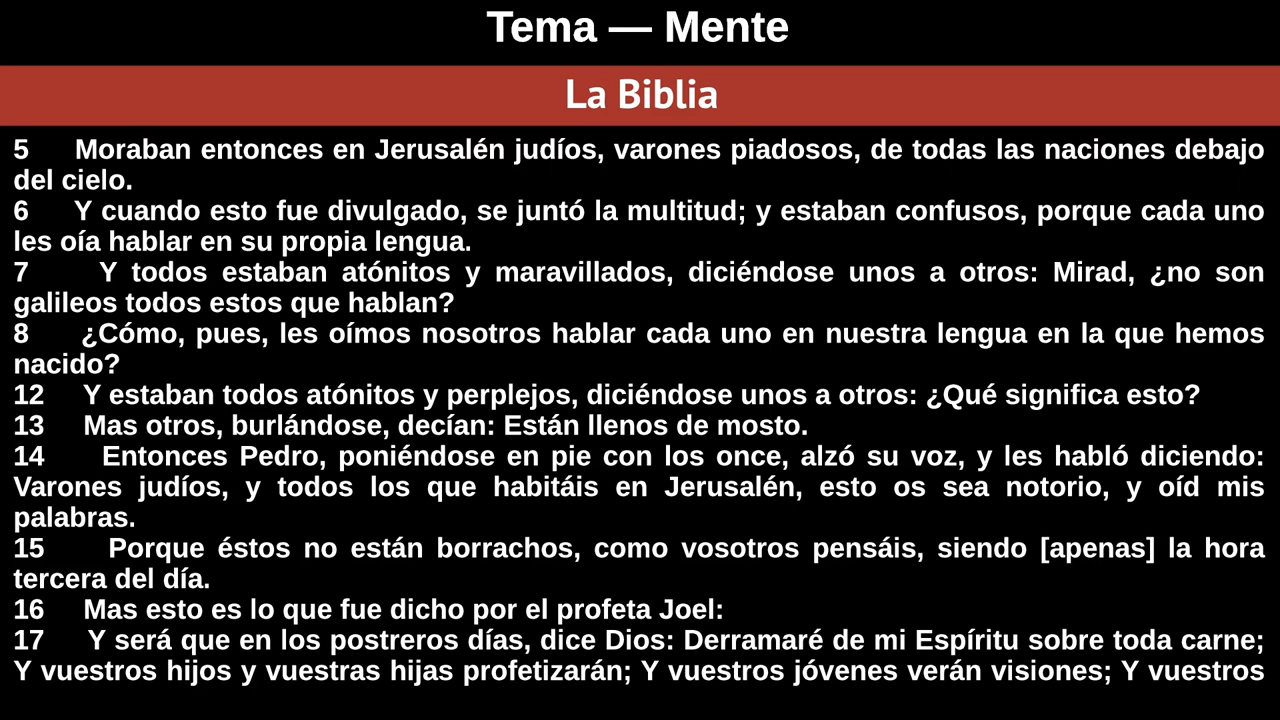 Tema — Mente
La Biblia
5 Moraban entonces en Jerusalén judíos, varones piadosos, de todas las naciones debajo
del cielo.
6 Y cuando esto fue divulgado, se juntó la multitud; y estaban confusos, porque cada uno
les oía hablar en su propia lengua.
7 Y todos estaban atónitos y maravillados, diciéndose unos a otros: Mirad, ¿no son
galileos todos estos que hablan?
8 ¿Cómo, pues, les oímos nosotros hablar cada uno en nuestra lengua en la que hemos
nacido?
12 Y estaban todos atónitos y perplejos, diciéndose unos a otros: ¿Qué significa esto?
13 Mas otros, burlándose, decían: Están llenos de mosto.
14 Entonces Pedro, poniéndose en pie con los once, alzó su voz, y les habló diciendo:
Varones judíos, y todos los que habitáis en Jerusalén, esto os sea notorio, y oíd mis
palabras.
15 Porque éstos no están borrachos, como vosotros pensáis, siendo [apenas] la hora
tercera del día.
16 Mas esto es lo que fue dicho por el profeta Joel:
17 Y será que en los postreros días, dice Dios: Derramaré de mi Espíritu sobre toda carne;
Y vuestros hijos y vuestras hijas profetizarán; Y vuestros jóvenes verán visiones; Y vuestros